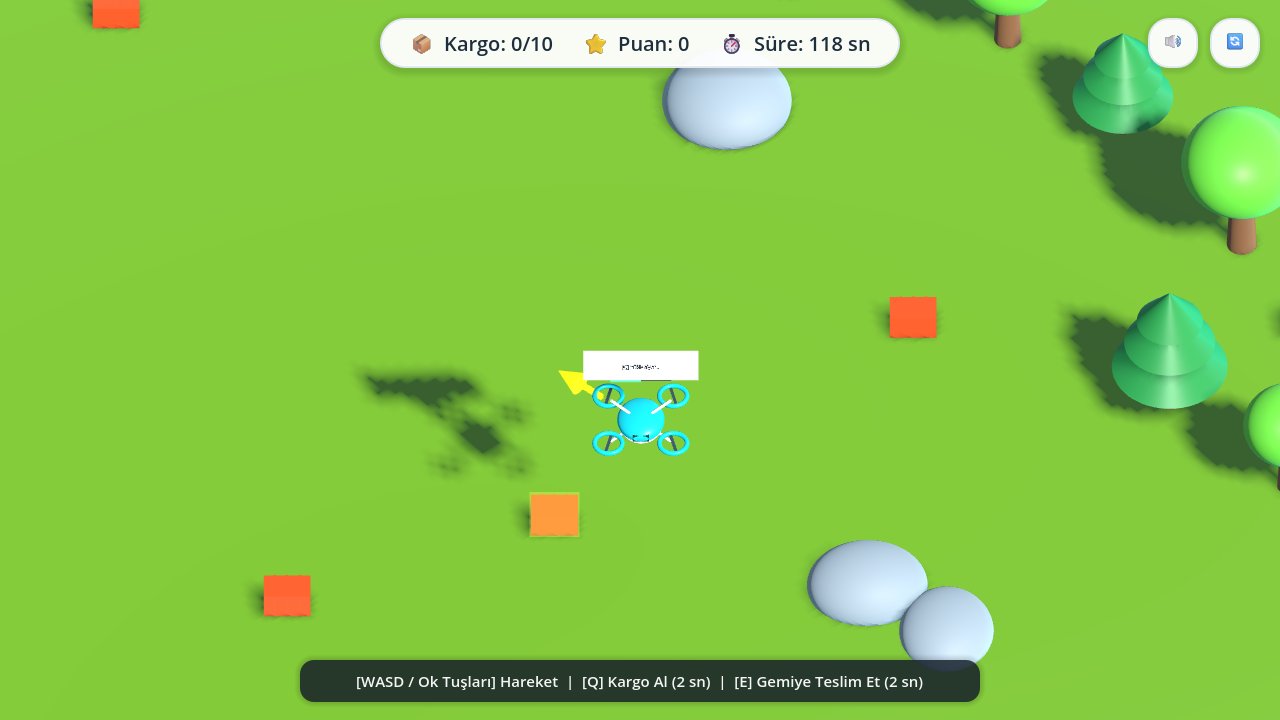 Kargo: 0/10 Puan: 0 Süre: 118 sn
[WASD / Ok Tuşları] Hareket | [Q] Kargo Al (2 sn) | [E] Gemiye Teslim Et (2 sn)